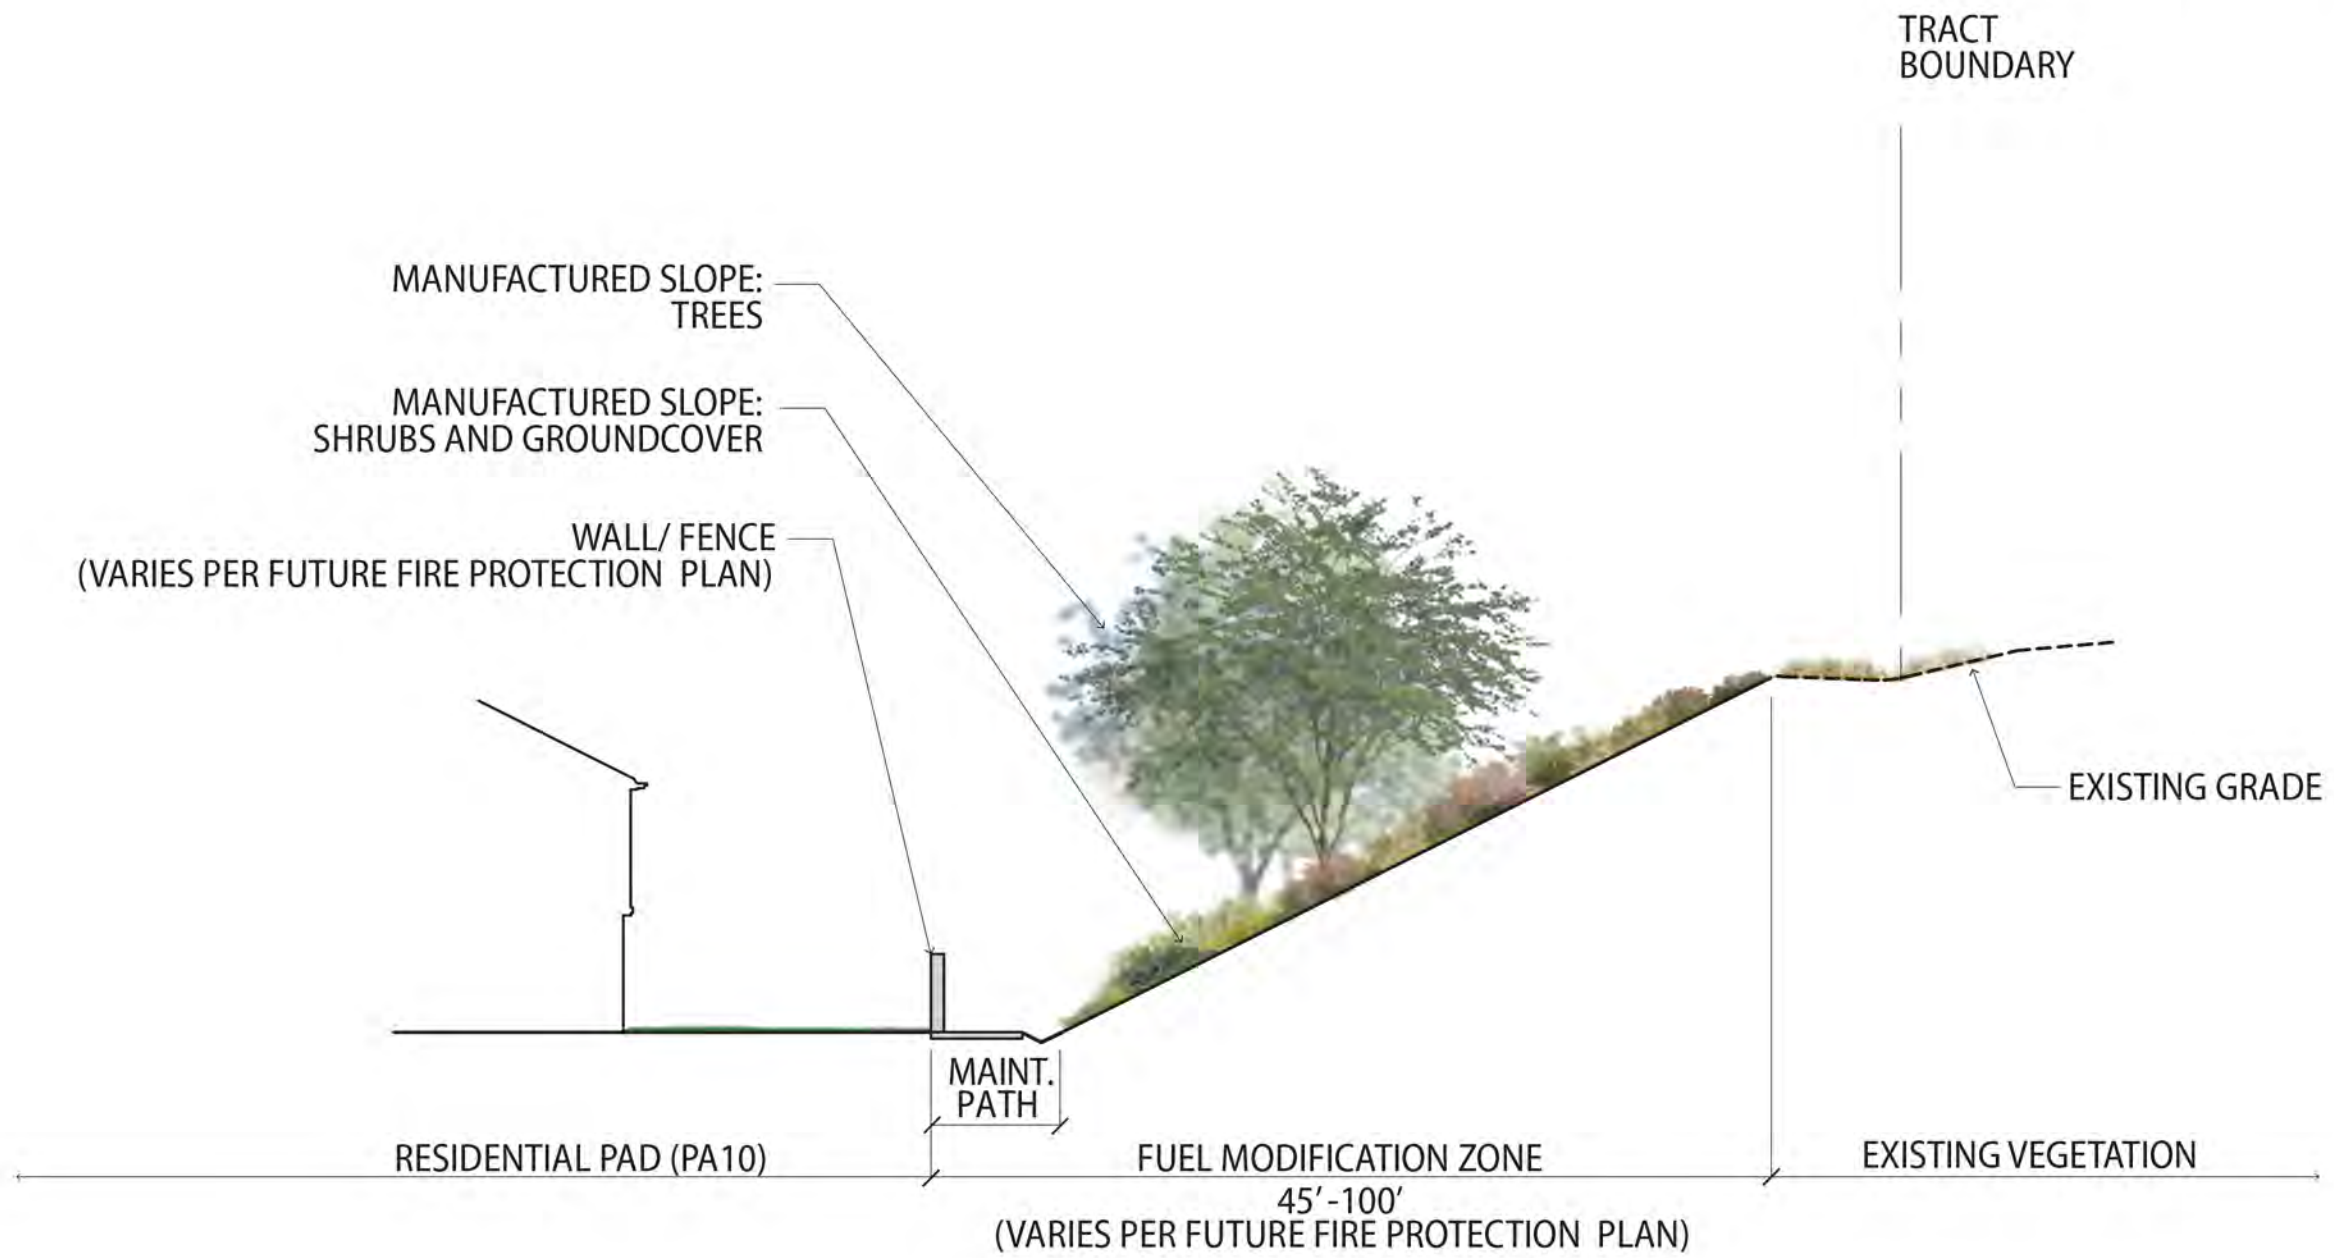 TRACT
BOUNDARY
MANUFACTURED SLOPE:
TREES
MANUFACTURED SLOPE:
SHRUBS AND GROUNDCOVER
WALL/ FENCE
(VARIES PER FUTURE FIRE PROTECTION PLAN)
EXISTING GRADE
MAINT.
PATH
RESIDENTIAL PAD (PA10)
FUEL MODIFICATION ZONE
EXISTING VEGETATION
45'-100'
(VARIES PER FUTURE FIRE PROTECTION PLAN)